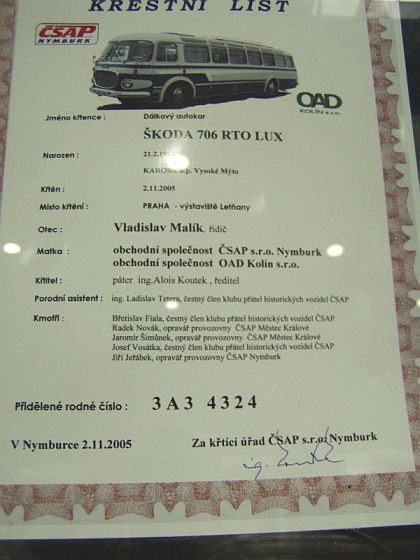 KŘESTNÍ LIST
ČSAP
NYMBURK
OAD
KOLÍN s.r.o.
Jméno křtence : Dálkový autokar
ŠKODA 706 RTO LUX
Narozen : 21.2.19
KAROSA n.p. Vysoké Mýto
Křtěn : 2.11.2005
Místo křtění : PRAHA - výstaviště Letňany
Otec : Vladislav Malík, řidič
Matka : obchodní společnost ČSAP s.r.o. Nymburk
obchodní společnost OAD Kolín s.r.o.
Křtitel : páter ing.Alois Koutek , ředitel
Porodní asistent : ing. Ladislav Tetera, čestný člen klubu přátel historických vozidel ČSAP
Kmotři : Břetislav Fiala, čestný člen klubu přátel historických vozidel ČSAP
Radek Novák, opravář provozovny ČSAP Městec Králové
Jaromír Šimůnek, opravář provozovny ČSAP Městec Králové
Josef Vosátka, čestný člen klubu přátel historických vozidel ČSAP
Jiří Jeřábek, opravář provozovny ČSAP Nymburk
Přidělené rodné číslo : 3A3 4324
V Nymburce 2.11.2005 Za křtící úřad ČSAP s.r.o. Nymburk